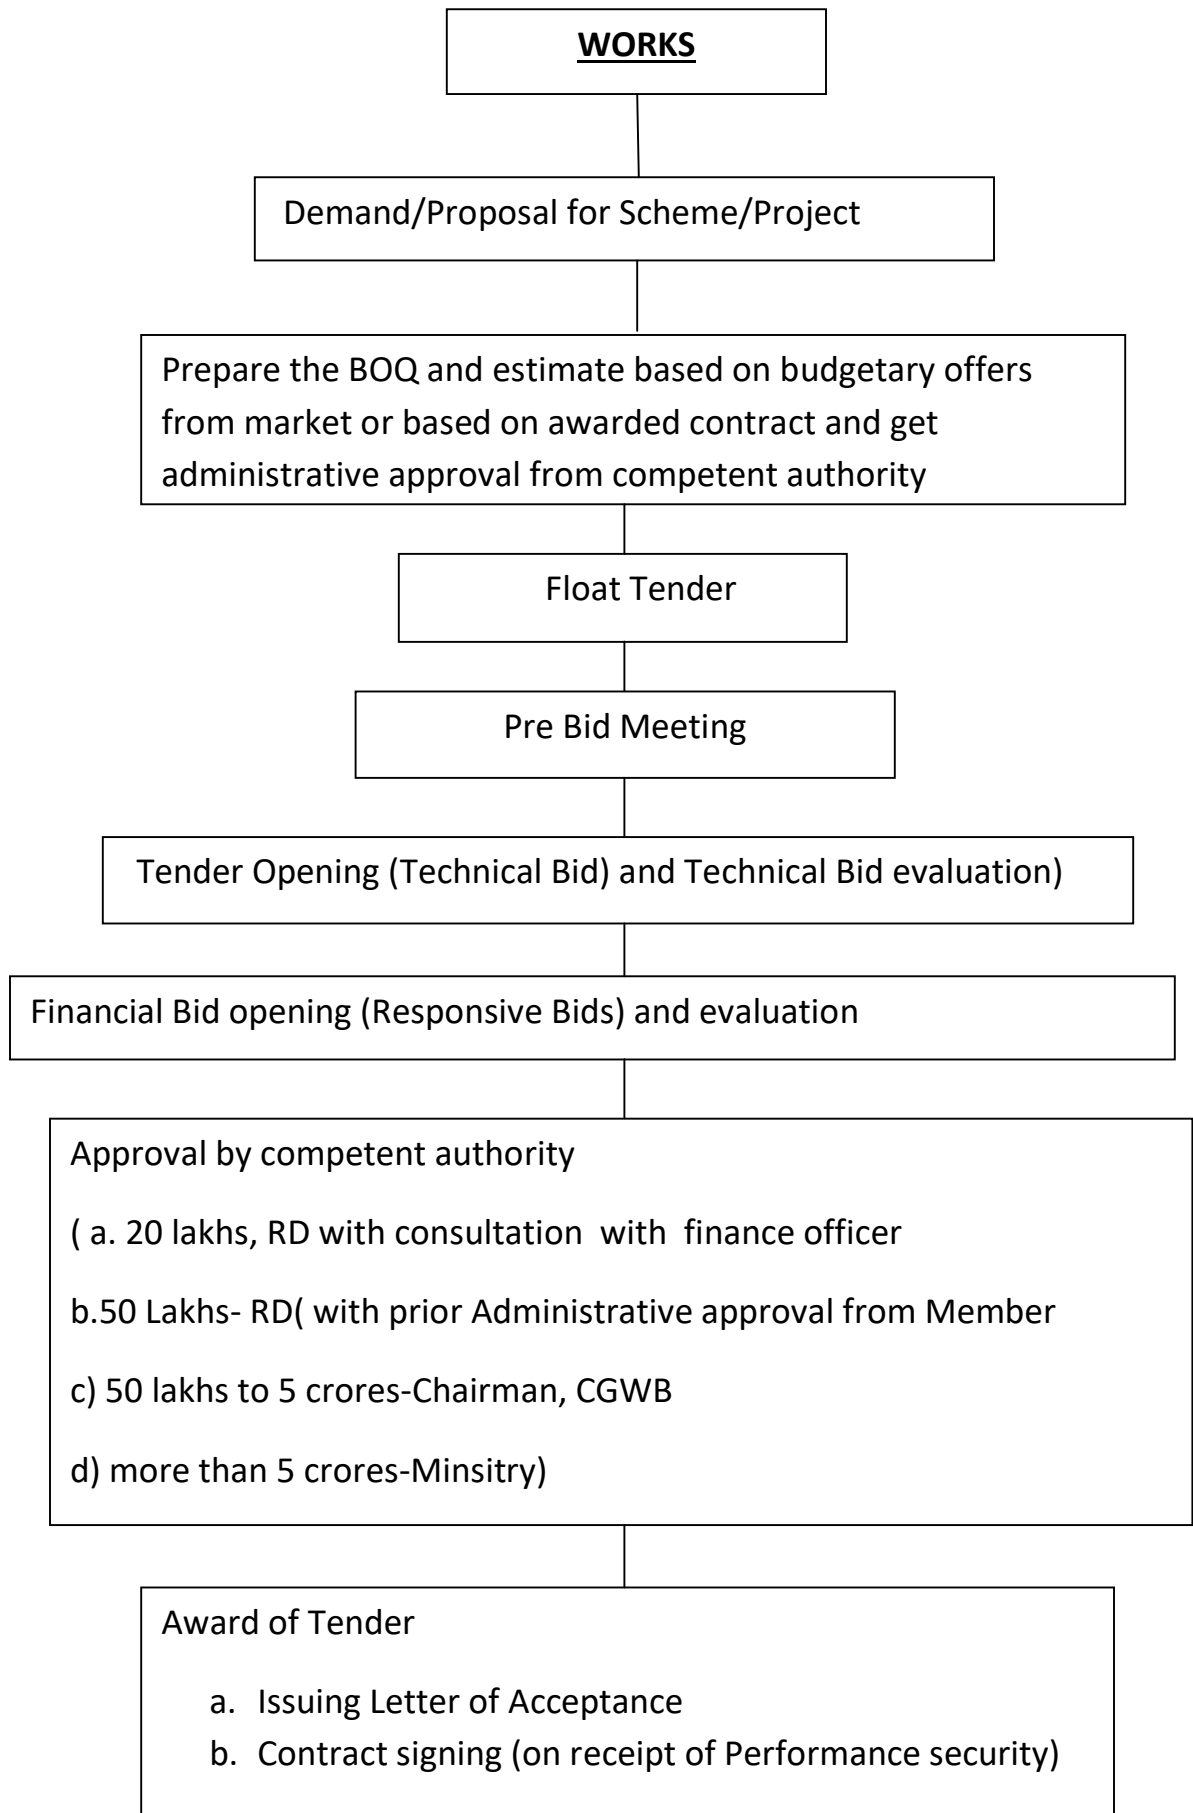 WORKS
Demand/Proposal for Scheme/Project
Prepare the BOQ and estimate based on budgetary offers
from market or based on awarded contract and get
administrative approval from competent authority
Float Tender
Pre Bid Meeting
Tender Opening (Technical Bid) and Technical Bid evaluation)
Financial Bid opening (Responsive Bids) and evaluation
Approval by competent authority
( a. 20 lakhs, RD with consultation with finance officer
b.50 Lakhs- RD( with prior Administrative approval from Member
c) 50 lakhs to 5 crores-Chairman, CGWB
d) more than 5 crores-Minsitry)
Award of Tender
a. Issuing Letter of Acceptance
b. Contract signing (on receipt of Performance security)